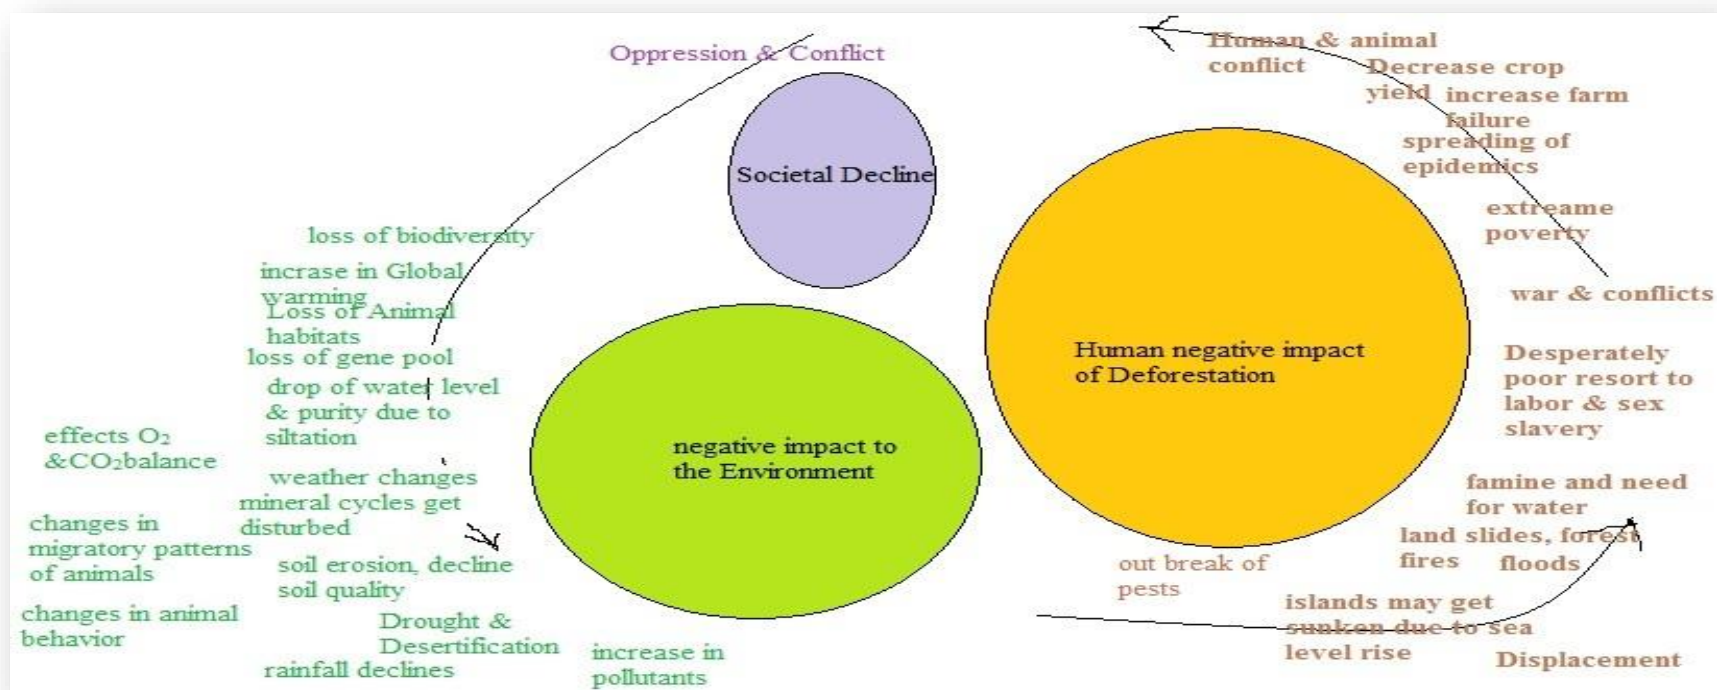 Oppression & Conflict
Societal Decline
Human & animal
conflict
Decrease crop
yield
increase farm
failure
spreading of
epidemics
extreame
poverty
war & conflicts
Desperately
poor resort to
labor & sex
slavery
famine and need
for water
land slides, forest
fires
floods
out break of
pests
islands may get
sunken due to sea
level rise
Displacement
Human negative impact
of Deforestation
negative impact to
the Environment
loss of biodiversity
incrase in Global
warming
Loss of Animal
habitats
loss of gene pool
drop of water level
& purity due to
siltation
effects O₂
&CO₂balance
weather changes
mineral cycles get
disturbed
changes in
migratory patterns
of animals
soil erosion, decline
soil quality
changes in animal
behavior
Drought &
Desertification
rainfall declines
increase in
pollutants